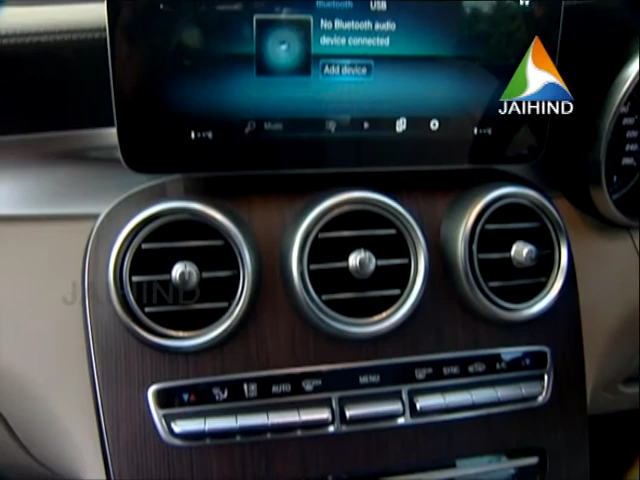 Bluetooth USB
No Bluetooth audio
device connected
Add device
Music
JAIHIND
JAIHIND
AUTO MENU SYNC A/C